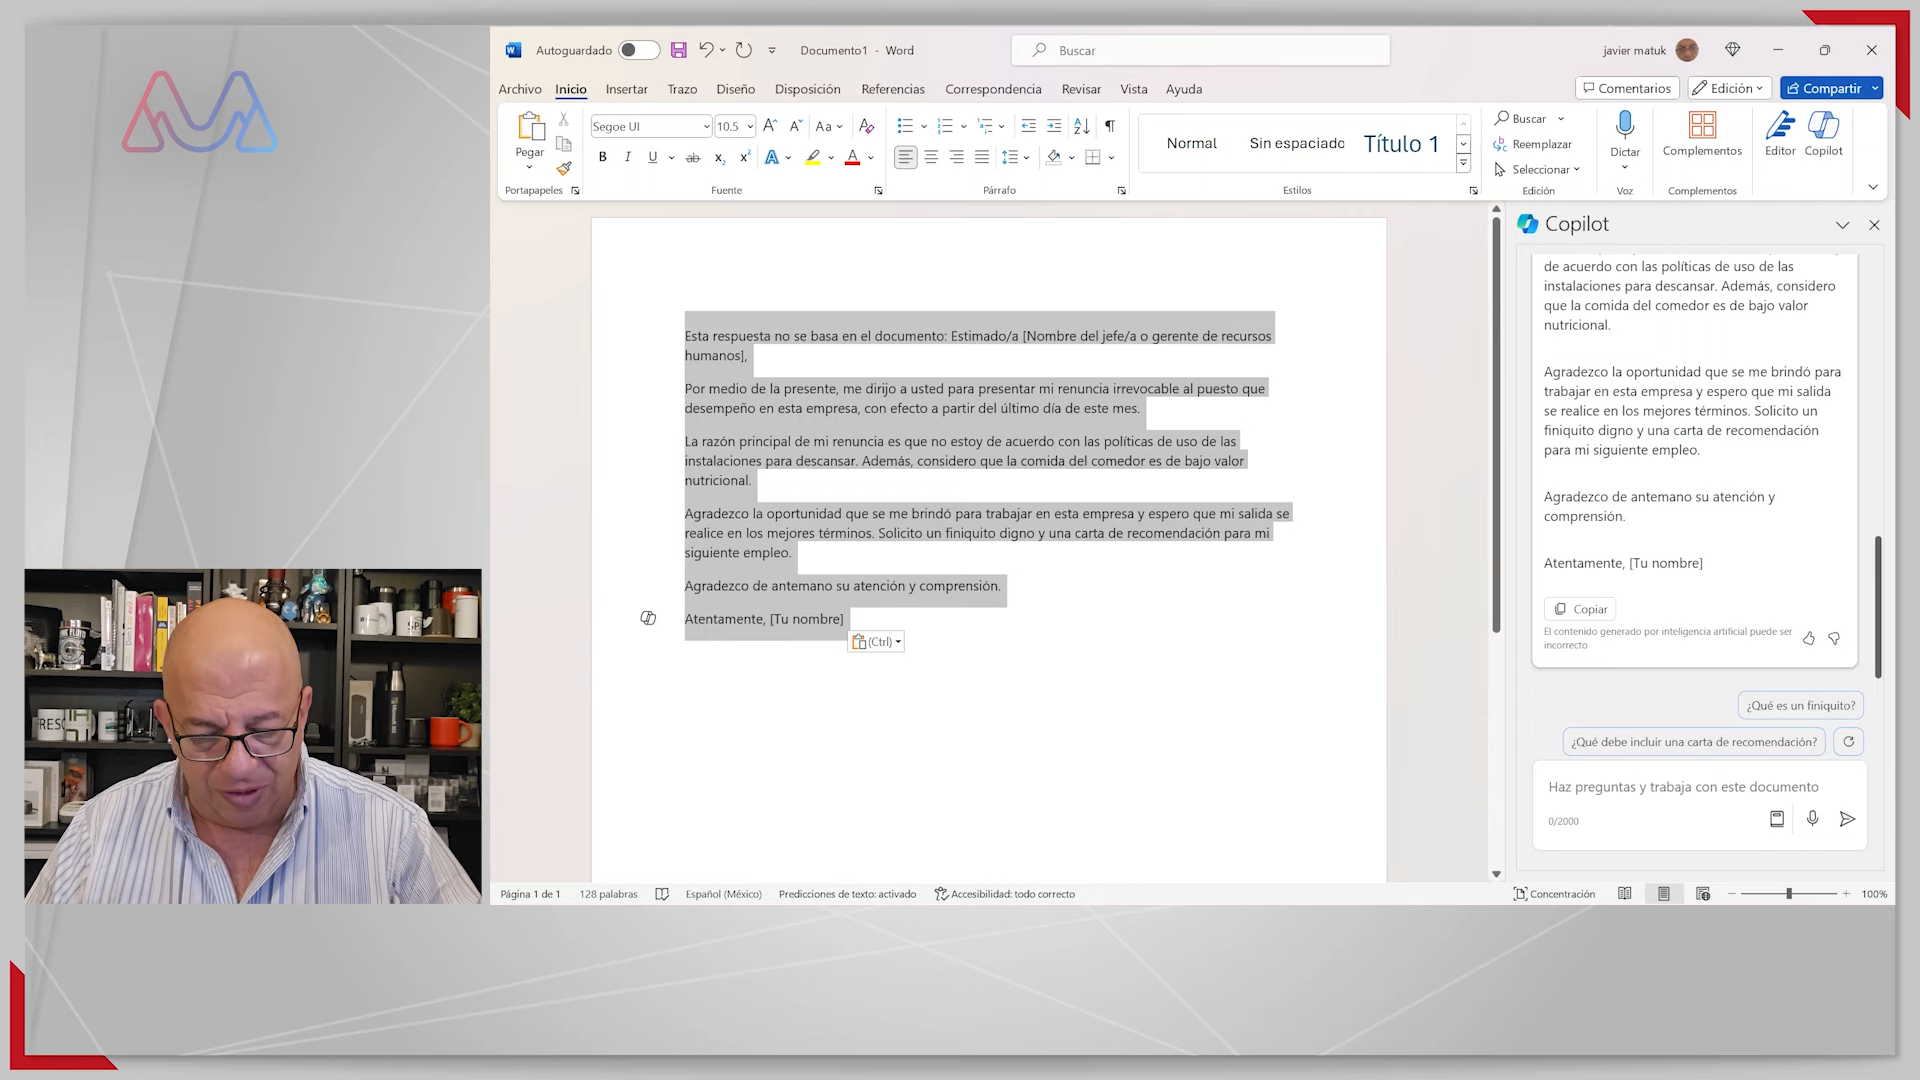 Autoguardado
Documento1 - Word
Buscar
javier matuk
Archivo
Inicio
Insertar
Trazo
Diseño
Disposición
Referencias
Correspondencia
Revisar
Vista
Ayuda
Comentarios
Edición
Compartir
Pegar
Portapapeles
Segoe UI
10.5
Fuente
Párrafo
Normal
Sin espaciado
Título 1
Estilos
Buscar
Reemplazar
Seleccionar
Edición
Dictar
Voz
Complementos
Complementos
Editor
Copilot
Esta respuesta no se basa en el documento: Estimado/a [Nombre del jefe/a o gerente de recursos
humanos],
Por medio de la presente, me dirijo a usted para presentar mi renuncia irrevocable al puesto que
desempeño en esta empresa, con efecto a partir del último día de este mes.
La razón principal de mi renuncia es que no estoy de acuerdo con las políticas de uso de las
instalaciones para descansar. Además, considero que la comida del comedor es de bajo valor
nutricional.
Agradezco la oportunidad que se me brindó para trabajar en esta empresa y espero que mi salida se
realice en los mejores términos. Solicito un finiquito digno y una carta de recomendación para mi
siguiente empleo.
Agradezco de antemano su atención y comprensión.
Atentamente, [Tu nombre]
(Ctrl)
Copilot
de acuerdo con las políticas de uso de las
instalaciones para descansar. Además, considero
que la comida del comedor es de bajo valor
nutricional.
Agradezco la oportunidad que se me brindó para
trabajar en esta empresa y espero que mi salida
se realice en los mejores términos. Solicito un
finiquito digno y una carta de recomendación
para mi siguiente empleo.
Agradezco de antemano su atención y
comprensión.
Atentamente, [Tu nombre]
Copiar
El contenido generado por inteligencia artificial puede ser
incorrecto
¿Qué es un finiquito?
¿Qué debe incluir una carta de recomendación?
Haz preguntas y trabaja con este documento
0/2000
Página 1 de 1
128 palabras
Español (México)
Predicciones de texto: activado
Accesibilidad: todo correcto
Concentración
100%